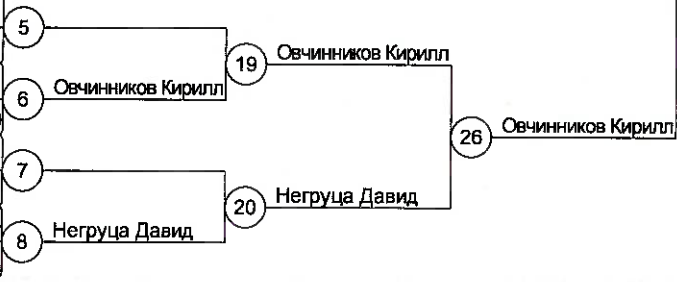 5
19 Овчинников Кирилл
6 Овчинников Кирилл
26 Овчинников Кирилл
7
20 Негруца Давид
8 Негруца Давид